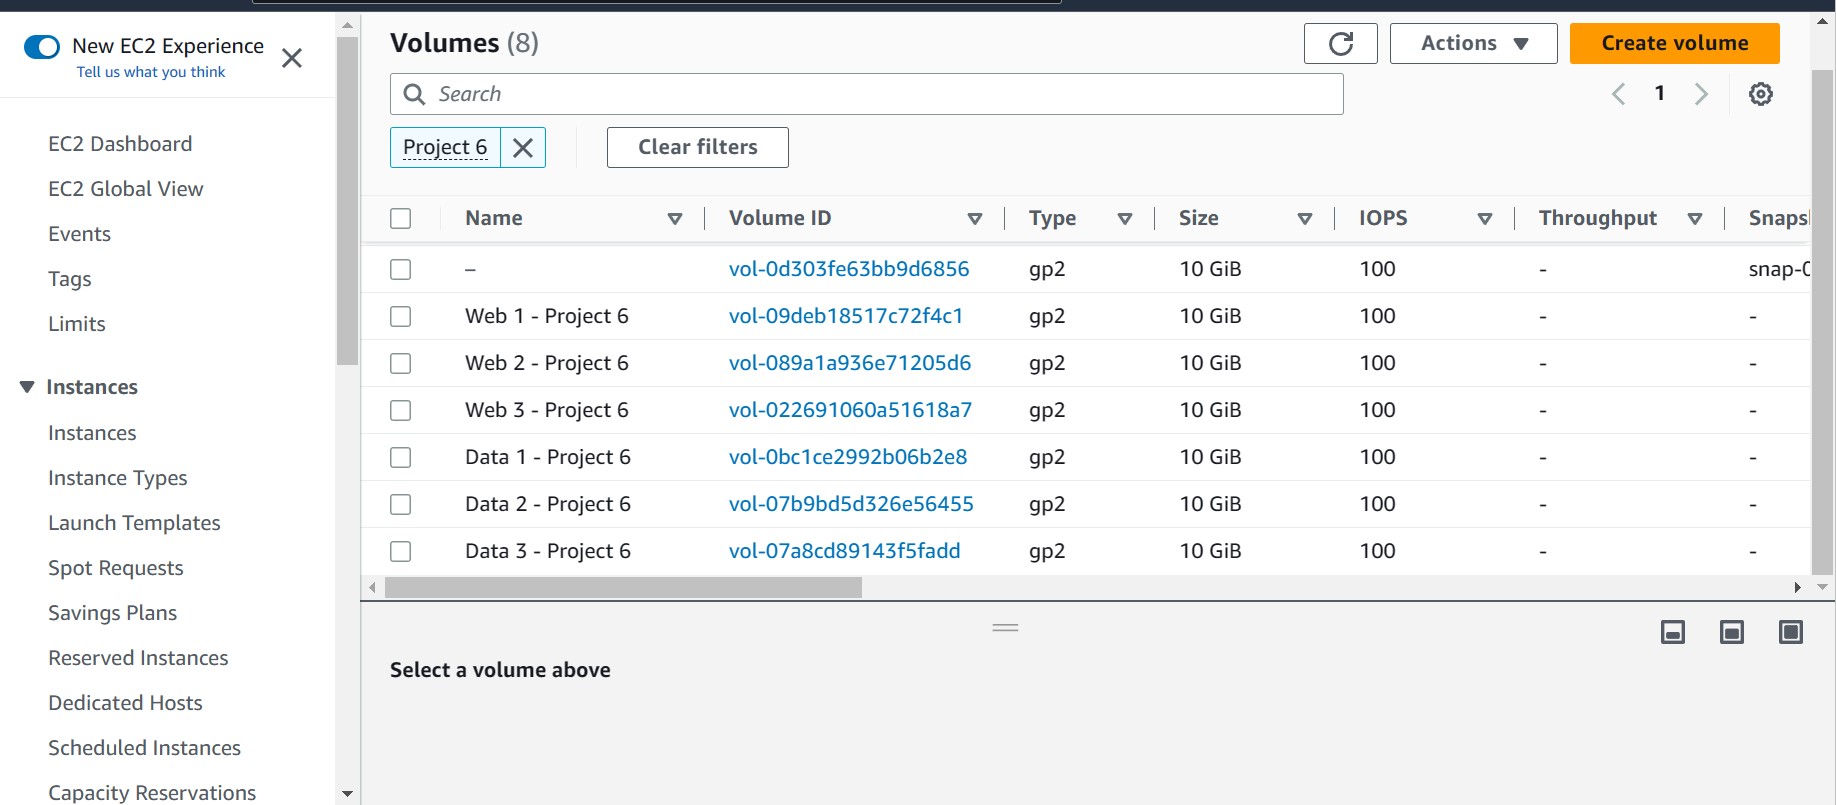 New EC2 Experience
Tell us what you think
EC2 Dashboard
EC2 Global View
Events
Tags
Limits
Instances
Instances
Instance Types
Launch Templates
Spot Requests
Savings Plans
Reserved Instances
Dedicated Hosts
Scheduled Instances
Capacity Reservations
Volumes (8)
Actions
Create volume
Search
1
Project 6
Clear filters
Name Volume ID Type Size IOPS Throughput Snaps
– vol-0d303fe63bb9d6856 gp2 10 GiB 100 - snap-0
Web 1 - Project 6 vol-09deb18517c72f4c1 gp2 10 GiB 100 - -
Web 2 - Project 6 vol-089a1a936e71205d6 gp2 10 GiB 100 - -
Web 3 - Project 6 vol-022691060a51618a7 gp2 10 GiB 100 - -
Data 1 - Project 6 vol-0bc1ce2992b06b2e8 gp2 10 GiB 100 - -
Data 2 - Project 6 vol-07b9bd5d326e56455 gp2 10 GiB 100 - -
Data 3 - Project 6 vol-07a8cd89143f5fadd gp2 10 GiB 100 - -
Select a volume above